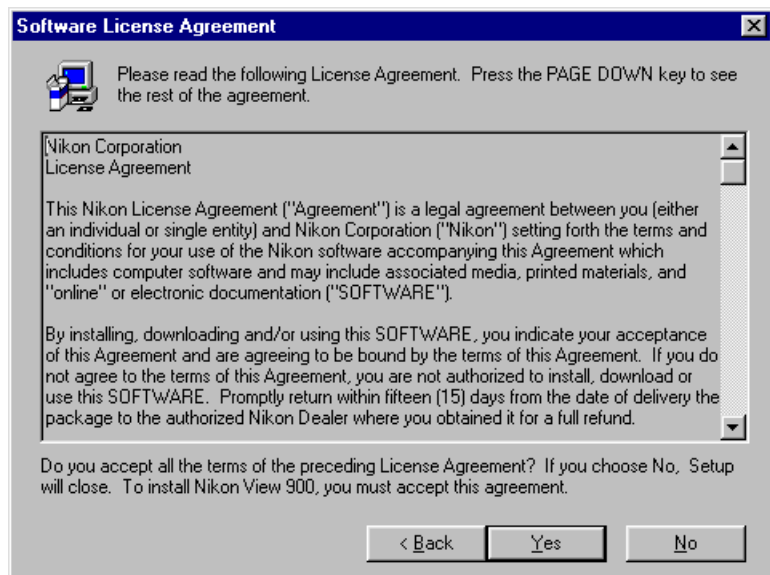 Software License Agreement
Please read the following License Agreement.  Press the PAGE DOWN key to see
the rest of the agreement.
Nikon Corporation
License Agreement
This Nikon License Agreement ("Agreement") is a legal agreement between you (either
an individual or single entity) and Nikon Corporation ("Nikon") setting forth the terms and
conditions for your use of the Nikon software accompanying this Agreement which
includes computer software and may include associated media, printed materials, and
"online" or electronic documentation ("SOFTWARE").
By installing, downloading and/or using this SOFTWARE, you indicate your acceptance
of this Agreement and are agreeing to be bound by the terms of this Agreement.  If you do
not agree to the terms of this Agreement, you are not authorized to install, download or
use this SOFTWARE.  Promptly return within fifteen (15) days from the date of delivery the
package to the authorized Nikon Dealer where you obtained it for a full refund.
Do you accept all the terms of the preceding License Agreement?  If you choose No,  Setup
will close.  To install Nikon View 900, you must accept this agreement.
< Back Yes No